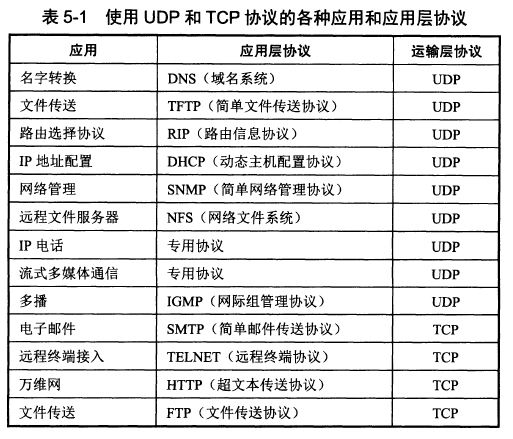 表 5-1 使用 UDP 和 TCP 协议的各种应用和应用层协议
应用 应用层协议 运输层协议
名字转换 DNS（域名系统） UDP
文件传送 TFTP（简单文件传送协议） UDP
路由选择协议 RIP（路由信息协议） UDP
IP 地址配置 DHCP（动态主机配置协议） UDP
网络管理 SNMP（简单网络管理协议） UDP
远程文件服务器 NFS（网络文件系统） UDP
IP 电话 专用协议 UDP
流式多媒体通信 专用协议 UDP
多播 IGMP（网际组管理协议） UDP
电子邮件 SMTP（简单邮件传送协议） TCP
远程终端接入 TELNET（远程终端协议） TCP
万维网 HTTP（超文本传送协议） TCP
文件传送 FTP（文件传送协议） TCP